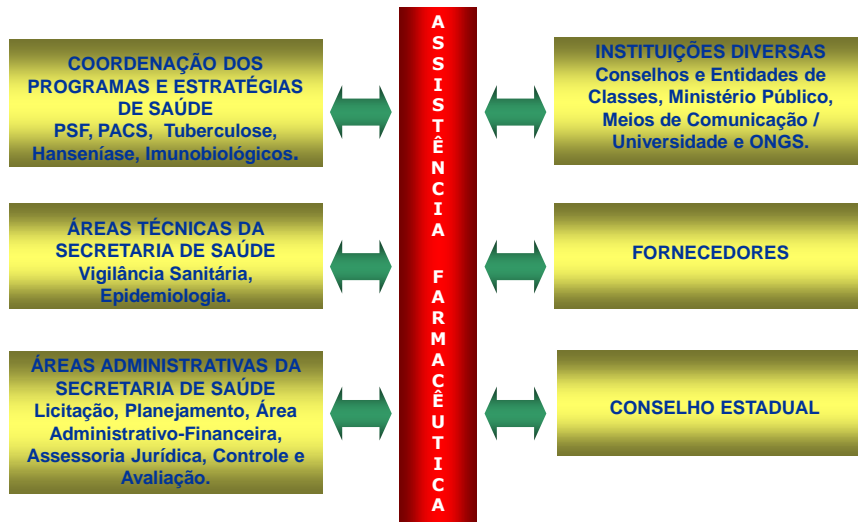 COORDENAÇÃO DOS
PROGRAMAS E ESTRATÉGIAS
DE SAÚDE
PSF, PACS, Tuberculose,
Hanseníase, Imunobiológicos.
ÁREAS TÉCNICAS DA
SECRETARIA DE SAÚDE
Vigilância Sanitária,
Epidemiologia.
ÁREAS ADMINISTRATIVAS DA
SECRETARIA DE SAÚDE
Licitação, Planejamento, Área
Administrativo-Financeira,
Assessoria Jurídica, Controle e
Avaliação.
ASSISTÊNCIA FARMACÊUTICA
INSTITUIÇÕES DIVERSAS
Conselhos e Entidades de
Classes, Ministério Público,
Meios de Comunicação /
Universidade e ONGS.
FORNECEDORES
CONSELHO ESTADUAL